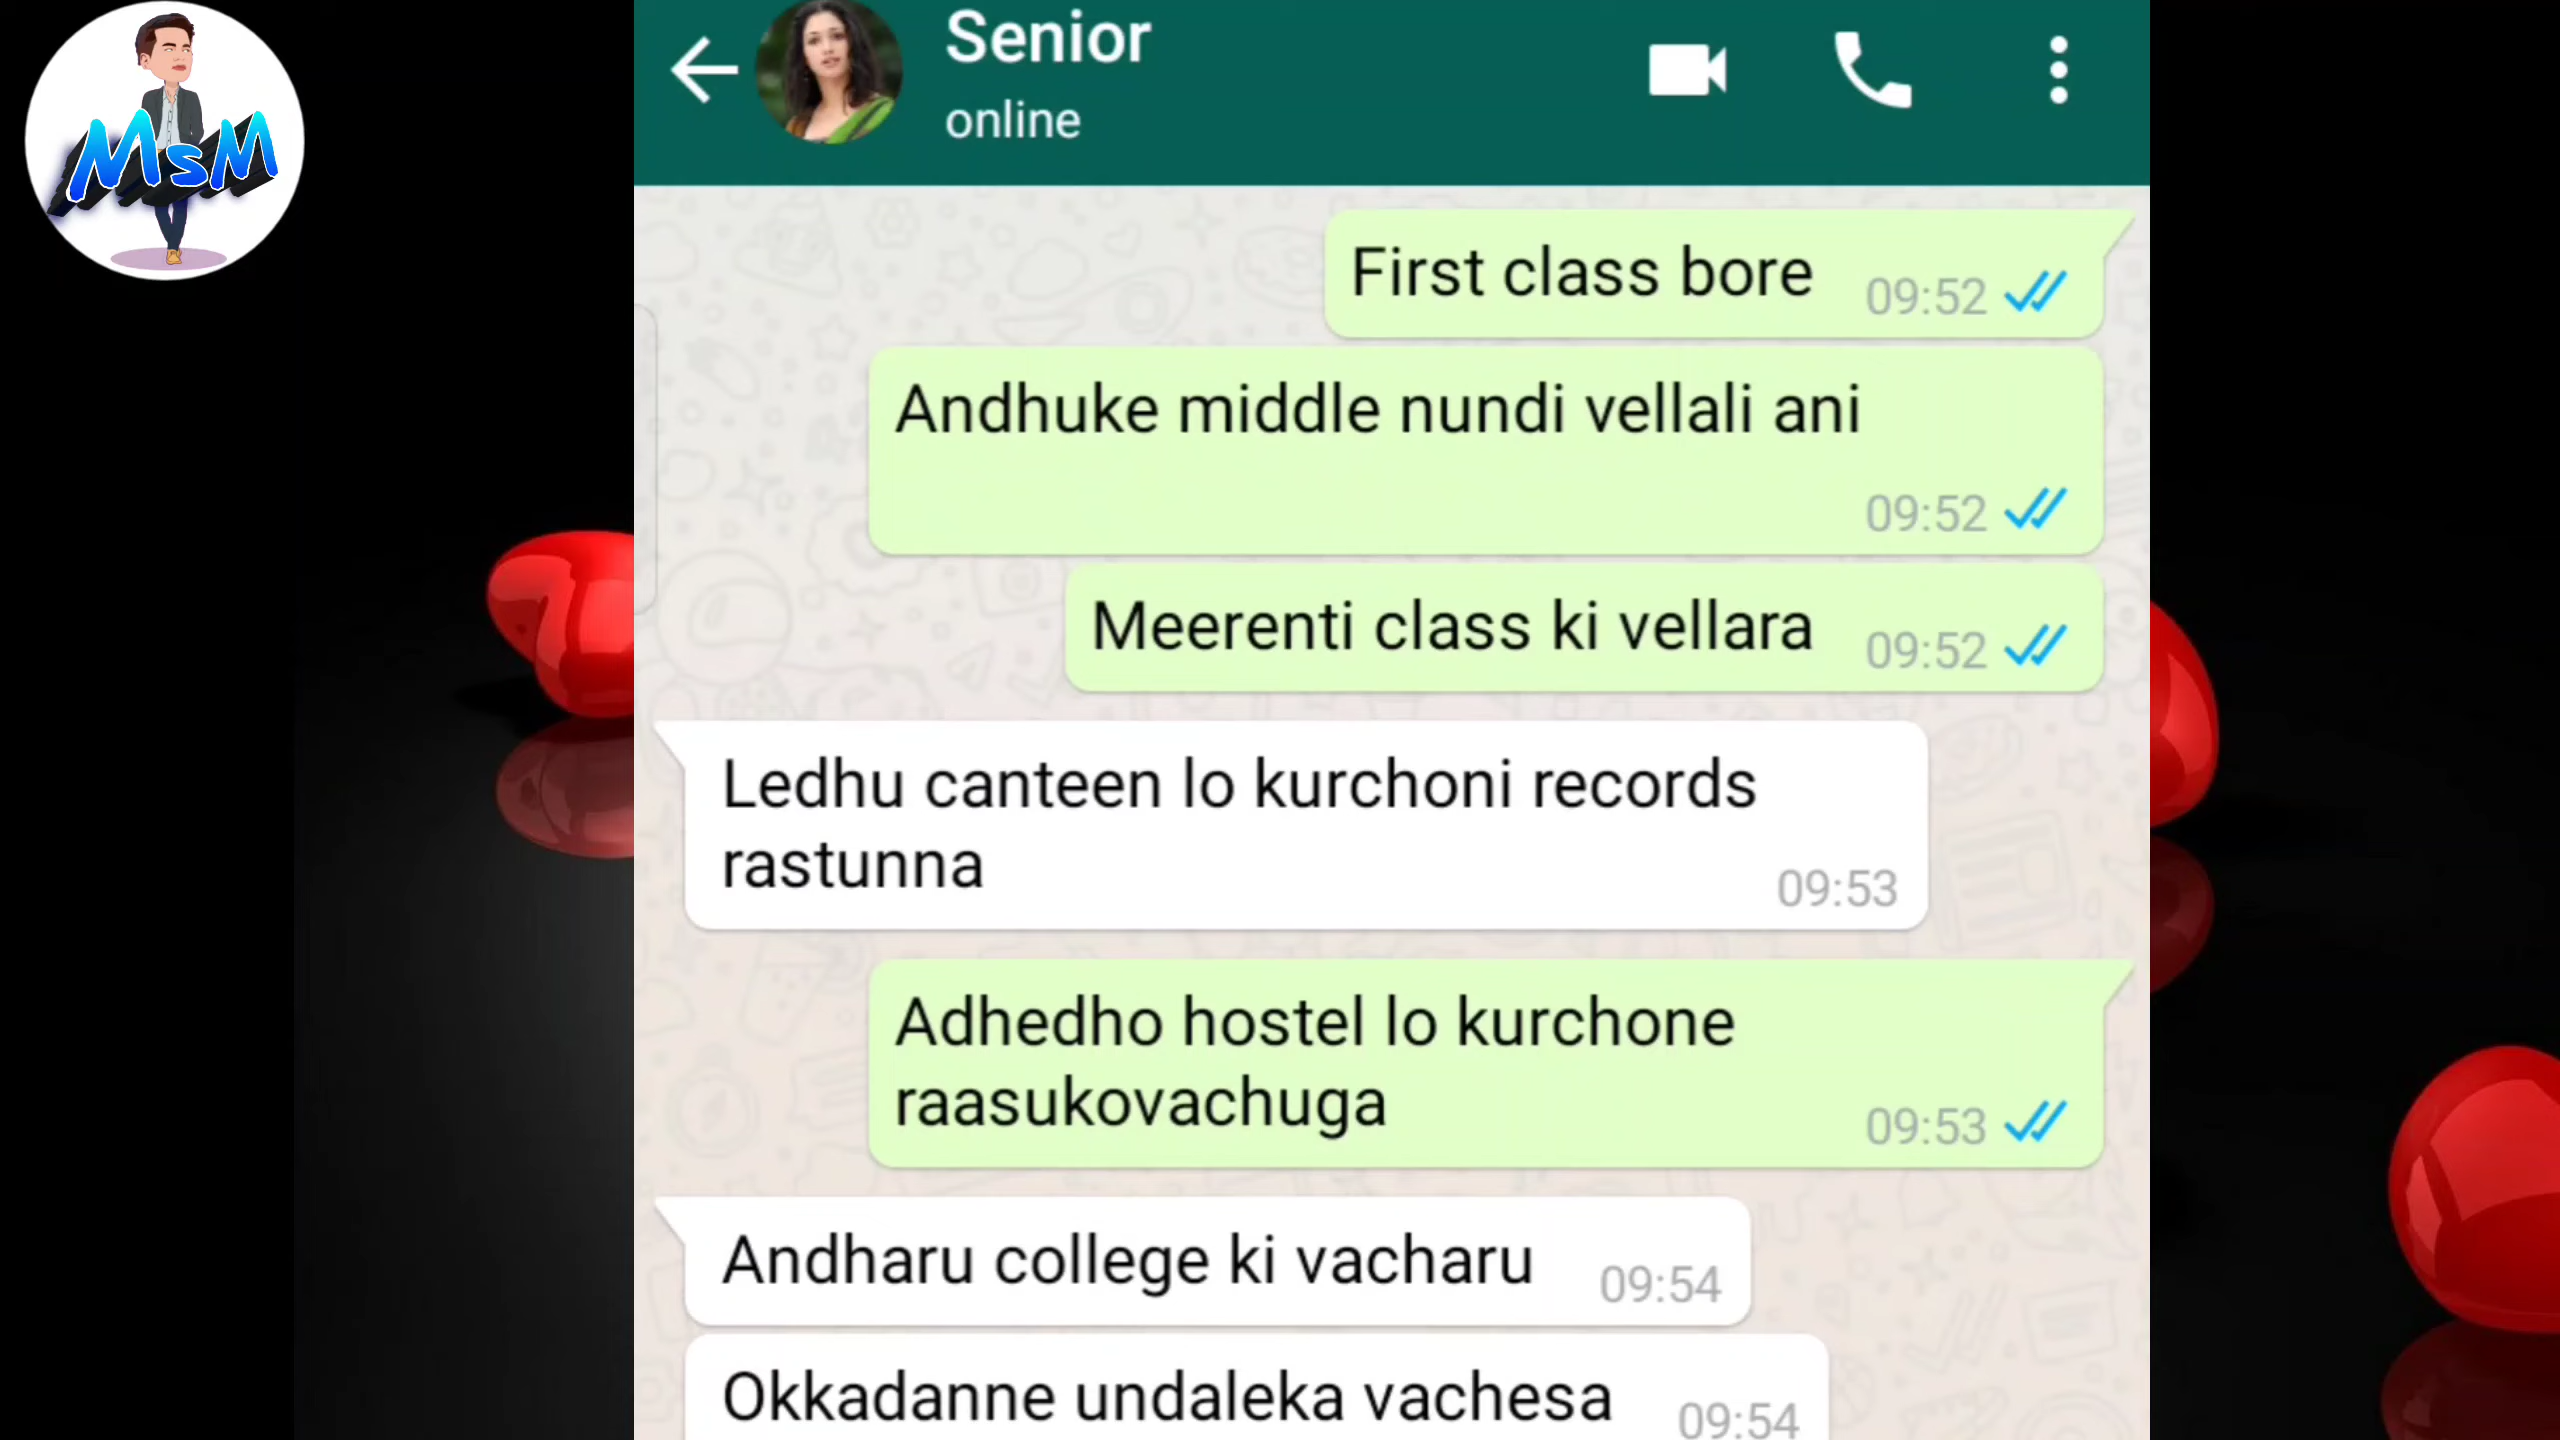 MsM
Senior
online
First class bore
09:52
Andhuke middle nundi vellali ani
09:52
Meerenti class ki vellara
09:52
Ledhu canteen lo kurchoni records
rastunna
09:53
Adhedho hostel lo kurchone
raasukovachuga
09:53
Andharu college ki vacharu
09:54
Okkadanne undaleka vachesa
09:54